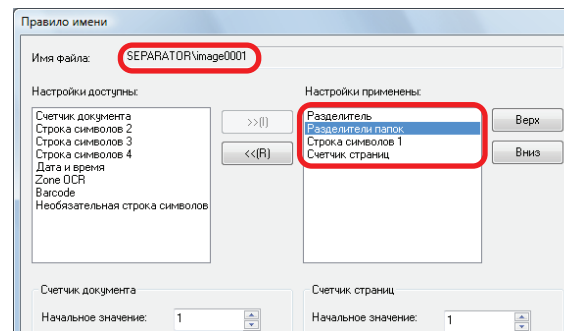 Правило имени
Имя файла: SEPARATOR\image0001
Настройки доступны: Настройки применены:
Счетчик документа
Строка символов 2
Строка символов 3
Строка символов 4
Дата и время
Zone OCR
Barcode
Необязательная строка символов
>>(I)
<<(R)
Разделитель
Разделители папок
Строка символов 1
Счетчик страниц
Верх
Вниз
Счетчик документа Счетчик страниц
Начальное значение: 1 Начальное значение: 1